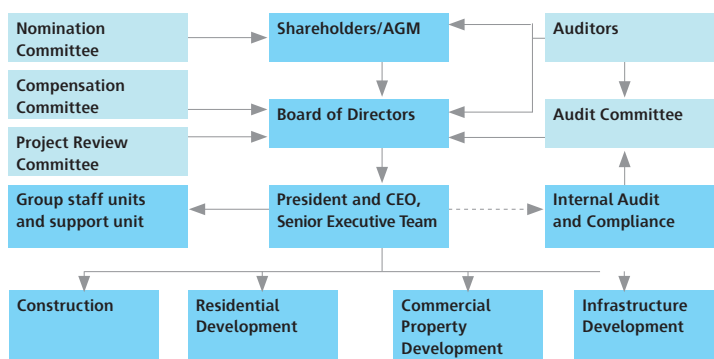 Nomination
Committee
Shareholders/AGM
Auditors
Compensation
Committee
Board of Directors
Audit Committee
Project Review
Committee
Group staff units
and support unit
President and CEO,
Senior Executive Team
Internal Audit
and Compliance
Construction
Residential
Development
Commercial
Property
Development
Infrastructure
Development